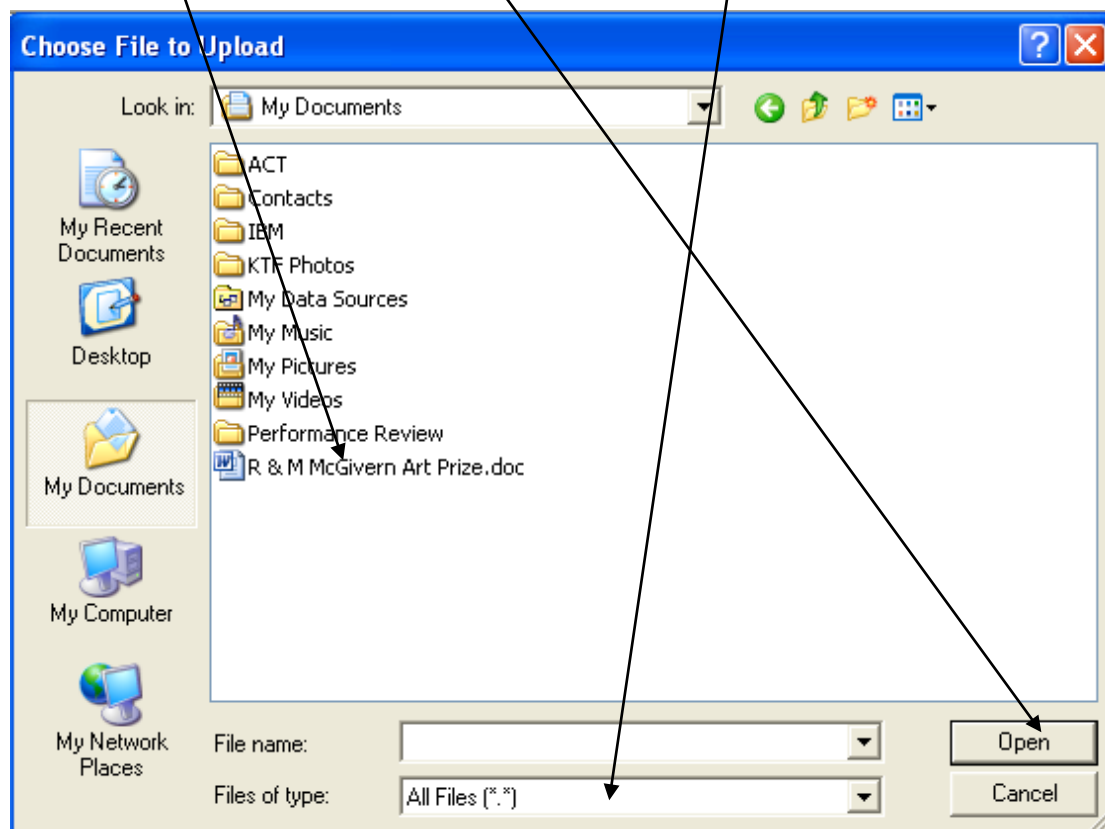 Choose File to Upload
Look in: My Documents
My Recent
Documents
Desktop
My Documents
My Computer
My Network
Places
ACT
Contacts
IBM
KTF Photos
My Data Sources
My Music
My Pictures
My Videos
Performance Review
R & M McGivern Art Prize.doc
File name:
Open
Files of type: All Files (*.*)
Cancel